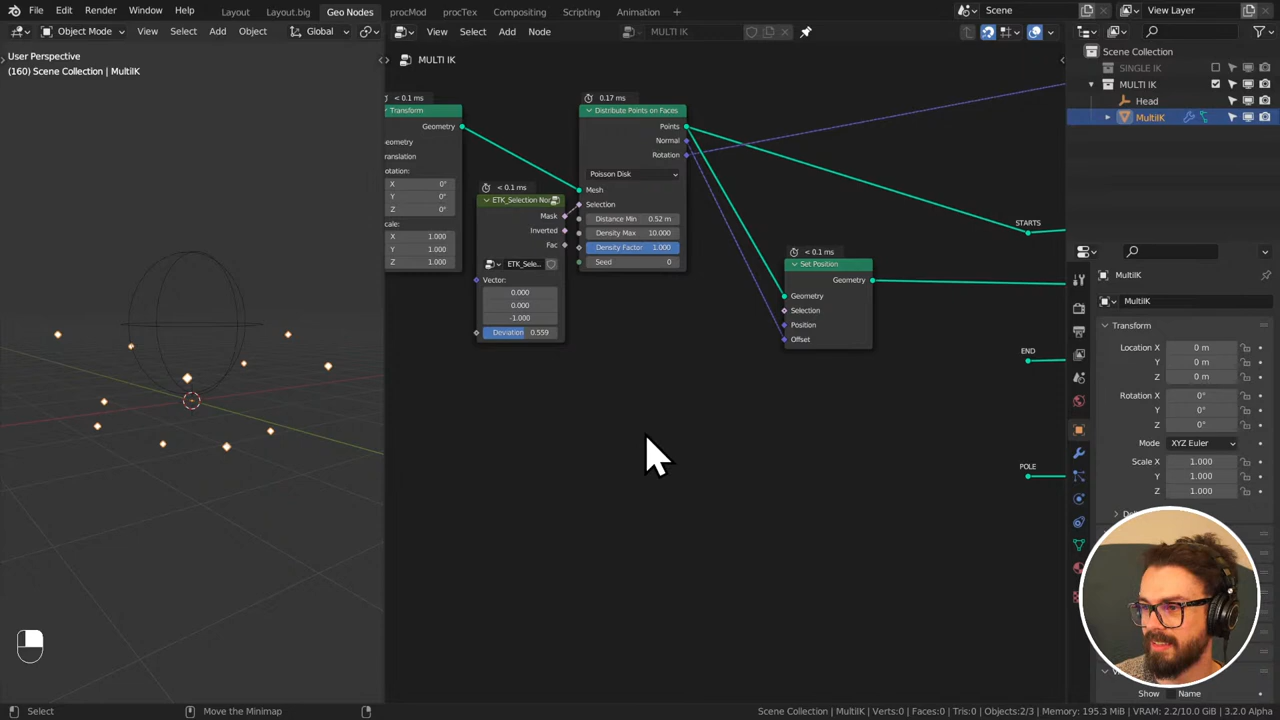 File Edit Render Window Help Layout Layout.big Geo Nodes procMod procTex Compositing Scripting Animation + Scene View Layer
Object Mode View Select Add Object Global View Select Add Node MULTI IK
User Perspective
(160) Scene Collection | MultiIK
MULTI IK
Scene Collection
SINGLE IK
MULTI IK
Head
MultiIK
< 0.1 ms
Transform
Geometry
eometry
ranslation
otation:
X 0°
Y 0°
Z 0°
cale:
X 1.000
Y 1.000
Z 1.000
< 0.1 ms
ETK_Selection Nor
Mask
Inverted
Fac
ETK_Sele...
Vector:
0.000
0.000
-1.000
Deviation 0.559
0.17 ms
Distribute Points on Faces
Points
Normal
Rotation
Poisson Disk
Mesh
Selection
Distance Min 0.52 m
Density Max 10.000
Density Factor 1.000
Seed 0
< 0.1 ms
Set Position
Geometry
Geometry
Selection
Position
Offset
STARTS
END
POLE
MultiIK
MultiIK
Transform
Location X 0 m
Y 0 m
Z 0 m
Rotation X 0°
Y 0°
Z 0°
Mode XYZ Euler
Scale X 1.000
Y 1.000
Z 1.000
Show Name
Select Move the Minimap Scene Collection | MultiIK | Verts:0 | Faces:0 | Tris:0 | Objects:2/3 | Memory: 195.3 MiB | VRAM: 2.2/10.0 GiB | 3.2.0 Alpha